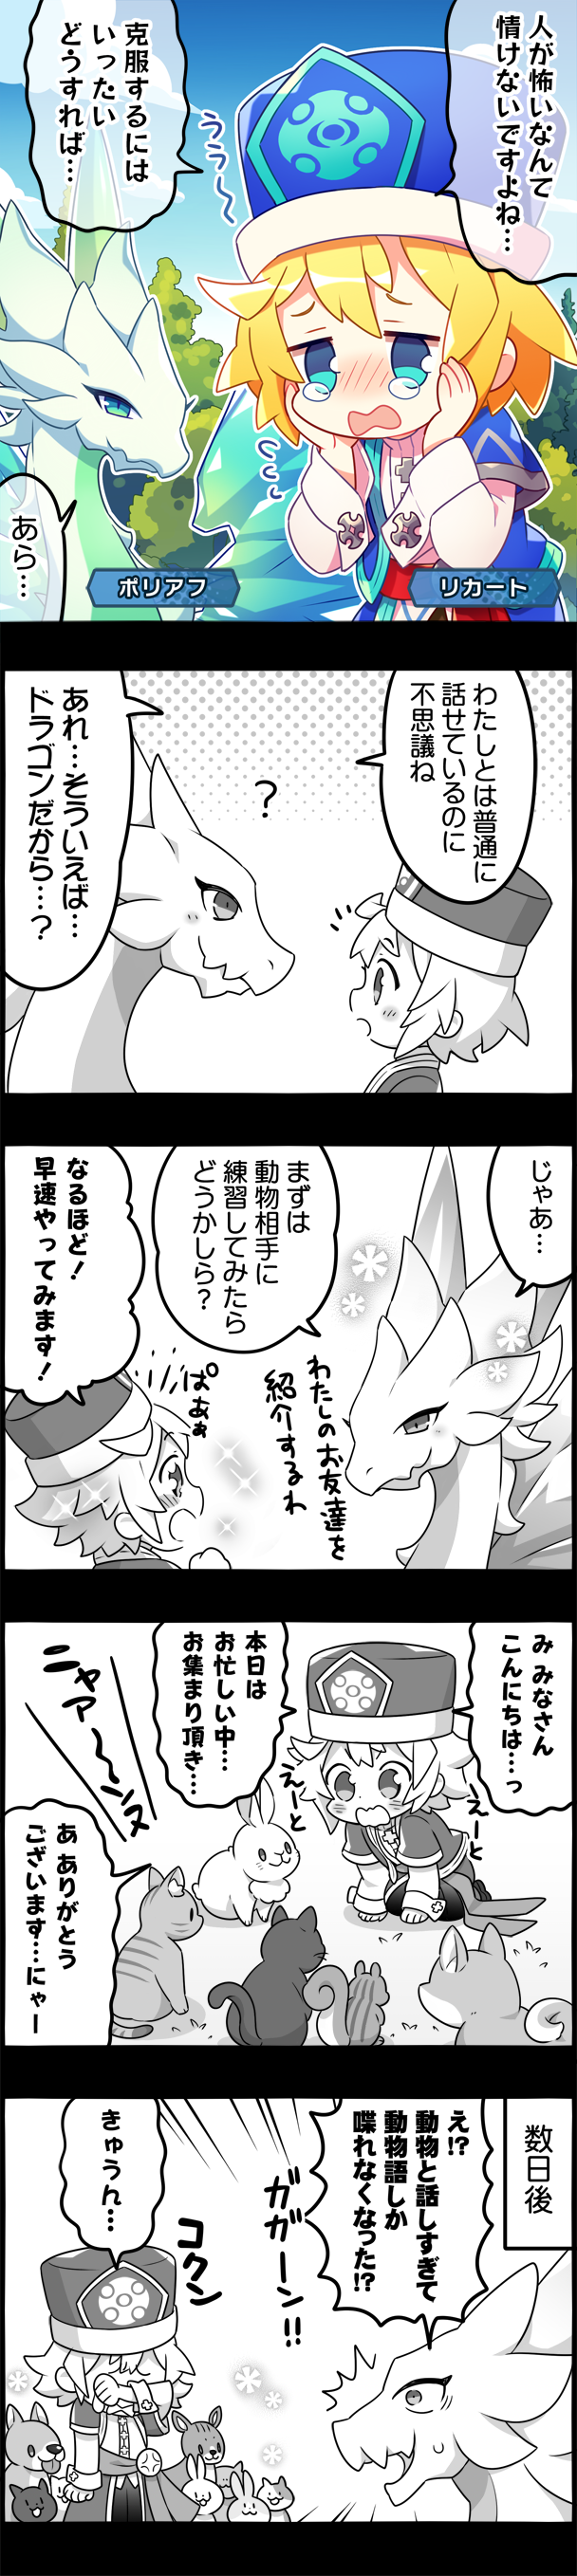 人が怖いなんて
情けないですよね…
うう～
克服するには
いったい
どうすれば…
あら…
ポリアフ
リカート
わたしとは普通に
話せているのに
不思議ね
?
あれ…そういえば…
ドラゴンだから…?
じゃあ…
まずは
動物相手に
練習してみたら
どうかしら?
わたしのお友達を
紹介するわ
ぱあぁ
なるほど!
早速やってみます!
み みなさん
こんにちは…っ
えーと
えーと
本日は
お忙しい中…
お集まり頂き…
ニャア～ンヌ
あ ありがとう
ございます…にゃー
数日後
え!?
動物と話しすぎて
動物語しか
喋れなくなった!?
ガガーン!!
コクン
きゅうん…